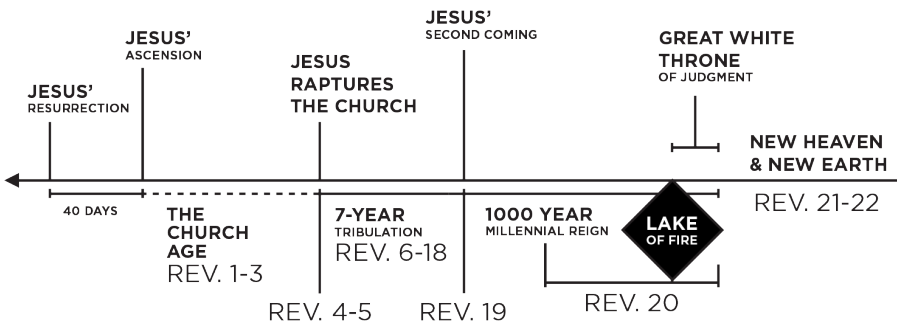 JESUS'
RESURRECTION
JESUS'
ASCENSION
JESUS
RAPTURES
THE CHURCH
JESUS'
SECOND COMING
GREAT WHITE
THRONE
OF JUDGMENT
NEW HEAVEN
& NEW EARTH
REV. 21-22
40 DAYS
THE
CHURCH
AGE
REV. 1-3
7-YEAR
TRIBULATION
REV. 6-18
1000 YEAR
MILLENNIAL REIGN
LAKE
OF FIRE
REV. 4-5
REV. 19
REV. 20